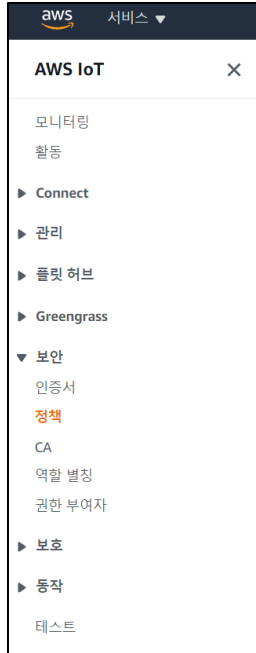 aws 서비스
AWS IoT
모니터링
활동
Connect
관리
플릿 허브
Greengrass
보안
인증서
정책
CA
역할 별칭
권한 부여자
보호
동작
테스트